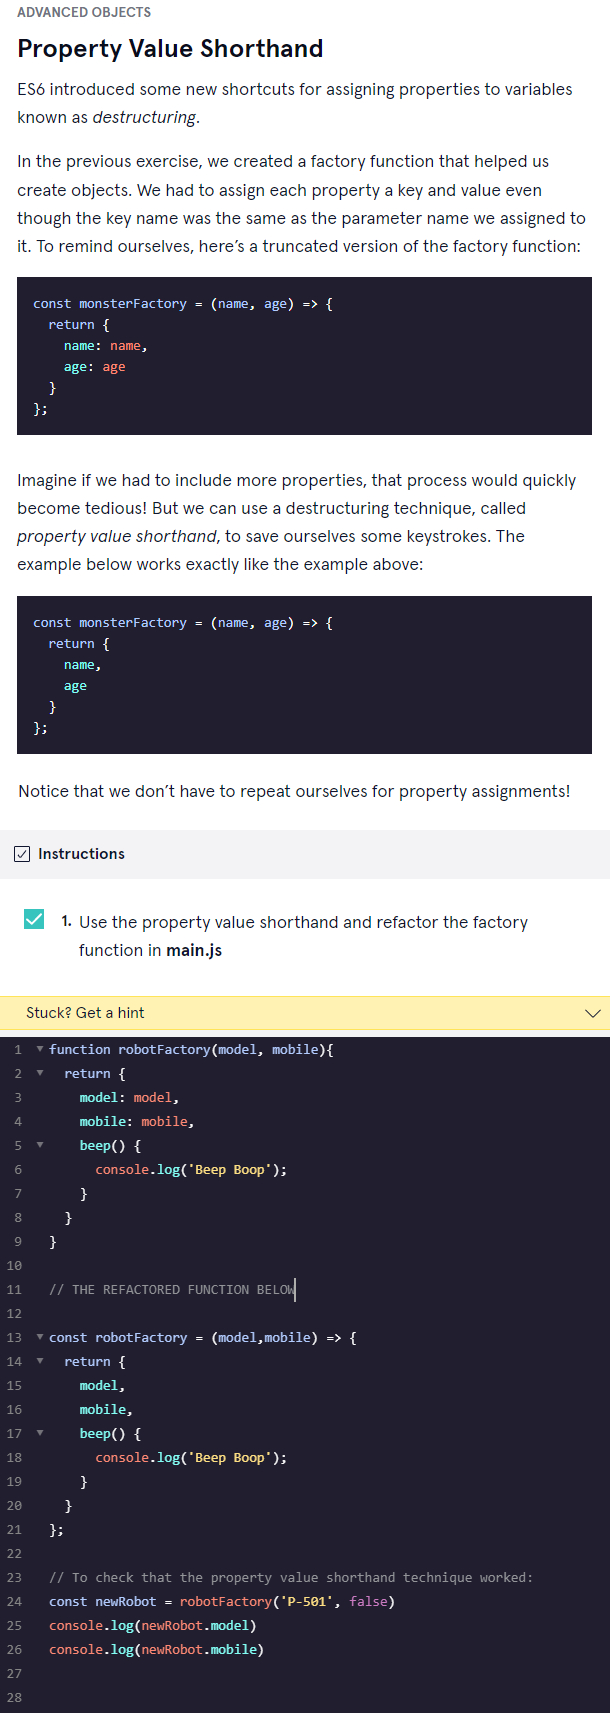 ADVANCED OBJECTS
Property Value Shorthand
ES6 introduced some new shortcuts for assigning properties to variables
known as destructuring.
In the previous exercise, we created a factory function that helped us
create objects. We had to assign each property a key and value even
though the key name was the same as the parameter name we assigned to
it. To remind ourselves, here’s a truncated version of the factory function:
const monsterFactory = (name, age) => {
  return {
    name: name,
    age: age
  }
};
Imagine if we had to include more properties, that process would quickly
become tedious! But we can use a destructuring technique, called
property value shorthand, to save ourselves some keystrokes. The
example below works exactly like the example above:
const monsterFactory = (name, age) => {
  return {
    name,
    age
  }
};
Notice that we don’t have to repeat ourselves for property assignments!
Instructions
1. Use the property value shorthand and refactor the factory
function in main.js
Stuck? Get a hint
1 function robotFactory(model, mobile){
2   return {
3     model: model,
4     mobile: mobile,
5     beep() {
6       console.log('Beep Boop');
7     }
8   }
9 }
10
11 // THE REFACTORED FUNCTION BELOW
12
13 const robotFactory = (model,mobile) => {
14   return {
15     model,
16     mobile,
17     beep() {
18       console.log('Beep Boop');
19     }
20   }
21 };
22
23 // To check that the property value shorthand technique worked:
24 const newRobot = robotFactory('P-501', false)
25 console.log(newRobot.model)
26 console.log(newRobot.mobile)
27
28